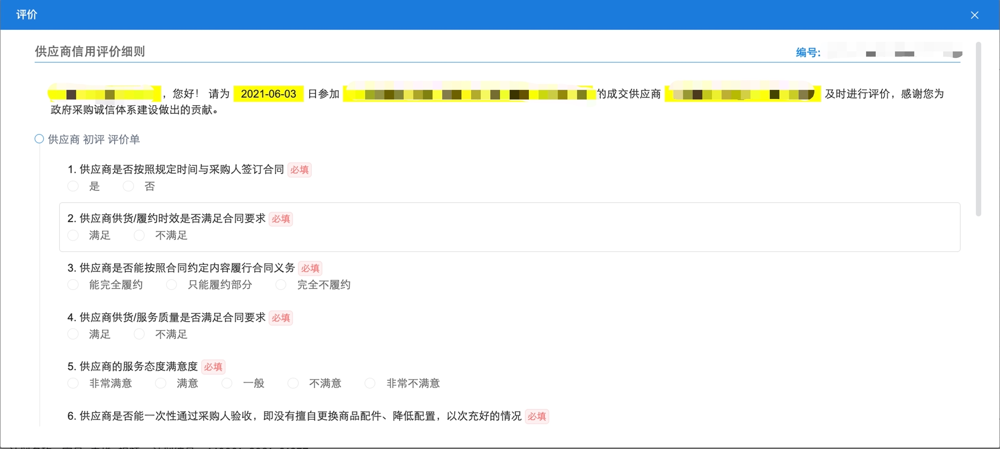 评价
供应商信用评价细则
编号:
，您好！ 请为 2021-06-03 日参加 的成交供应商 及时进行评价，感谢您为
政府采购诚信体系建设做出的贡献。
供应商 初评 评价单
1. 供应商是否按照规定时间与采购人签订合同 必填
是 否
2. 供应商供货/履约时效是否满足合同要求 必填
满足 不满足
3. 供应商是否能按照合同约定内容履行合同义务 必填
能完全履约 只能履约部分 完全不履约
4. 供应商供货/服务质量是否满足合同要求 必填
满足 不满足
5. 供应商的服务态度满意度 必填
非常满意 满意 一般 不满意 非常不满意
6. 供应商是否能一次性通过采购人验收，即没有擅自更换商品配件、降低配置，以次充好的情况 必填